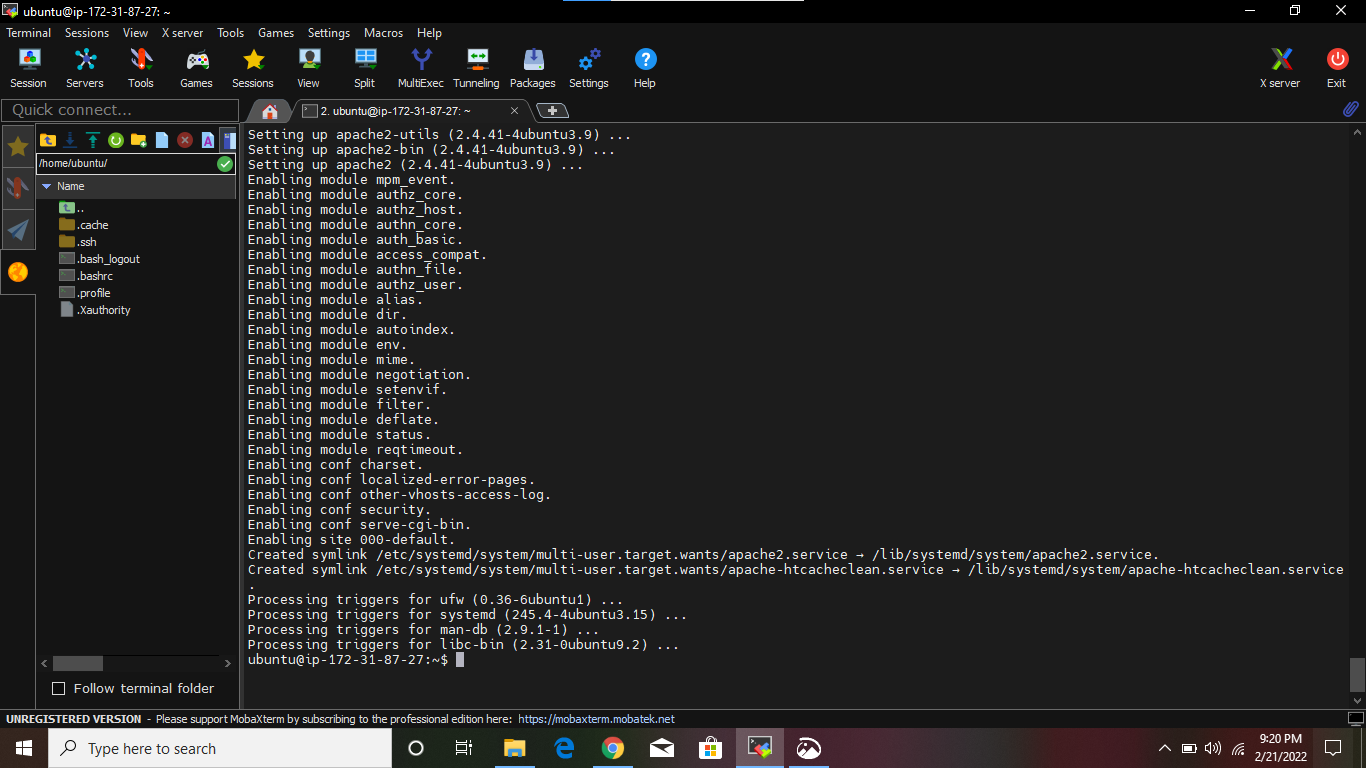 ubuntu@ip-172-31-87-27: ~
Terminal Sessions View X server Tools Games Settings Macros Help
Session Servers Tools Games Sessions View Split MultiExec Tunneling Packages Settings Help X server Exit
Quick connect...
2. ubuntu@ip-172-31-87-27: ~
/home/ubuntu/
Name
..
.cache
.ssh
.bash_logout
.bashrc
.profile
.Xauthority
Follow terminal folder
Setting up apache2-utils (2.4.41-4ubuntu3.9) ...
Setting up apache2-bin (2.4.41-4ubuntu3.9) ...
Setting up apache2 (2.4.41-4ubuntu3.9) ...
Enabling module mpm_event.
Enabling module authz_core.
Enabling module authz_host.
Enabling module authn_core.
Enabling module auth_basic.
Enabling module access_compat.
Enabling module authn_file.
Enabling module authz_user.
Enabling module alias.
Enabling module dir.
Enabling module autoindex.
Enabling module env.
Enabling module mime.
Enabling module negotiation.
Enabling module setenvif.
Enabling module filter.
Enabling module deflate.
Enabling module status.
Enabling module reqtimeout.
Enabling conf charset.
Enabling conf localized-error-pages.
Enabling conf other-vhosts-access-log.
Enabling conf security.
Enabling conf serve-cgi-bin.
Enabling site 000-default.
Created symlink /etc/systemd/system/multi-user.target.wants/apache2.service → /lib/systemd/system/apache2.service.
Created symlink /etc/systemd/system/multi-user.target.wants/apache-htcacheclean.service → /lib/systemd/system/apache-htcacheclean.service
.
Processing triggers for ufw (0.36-6ubuntu1) ...
Processing triggers for systemd (245.4-4ubuntu3.15) ...
Processing triggers for man-db (2.9.1-1) ...
Processing triggers for libc-bin (2.31-0ubuntu9.2) ...
ubuntu@ip-172-31-87-27:~$
UNREGISTERED VERSION - Please support MobaXterm by subscribing to the professional edition here: https://mobaxterm.mobatek.net
Type here to search
9:20 PM
2/21/2022